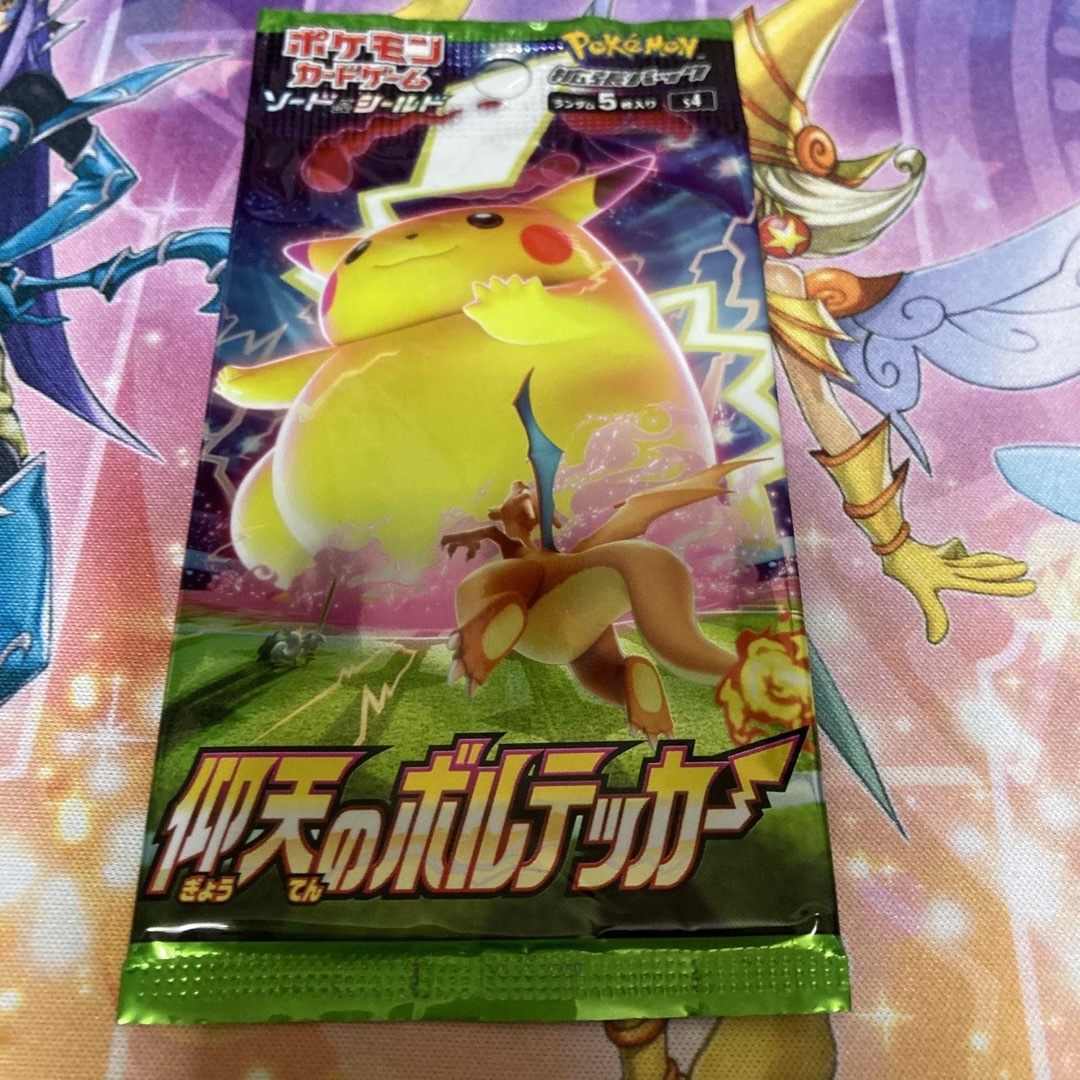 ポケモン
カードゲーム
ソード&シールド
Pokémon
拡張パック
ランダム5枚入り
S4
仰天のボルテッカー
ぎょう てん